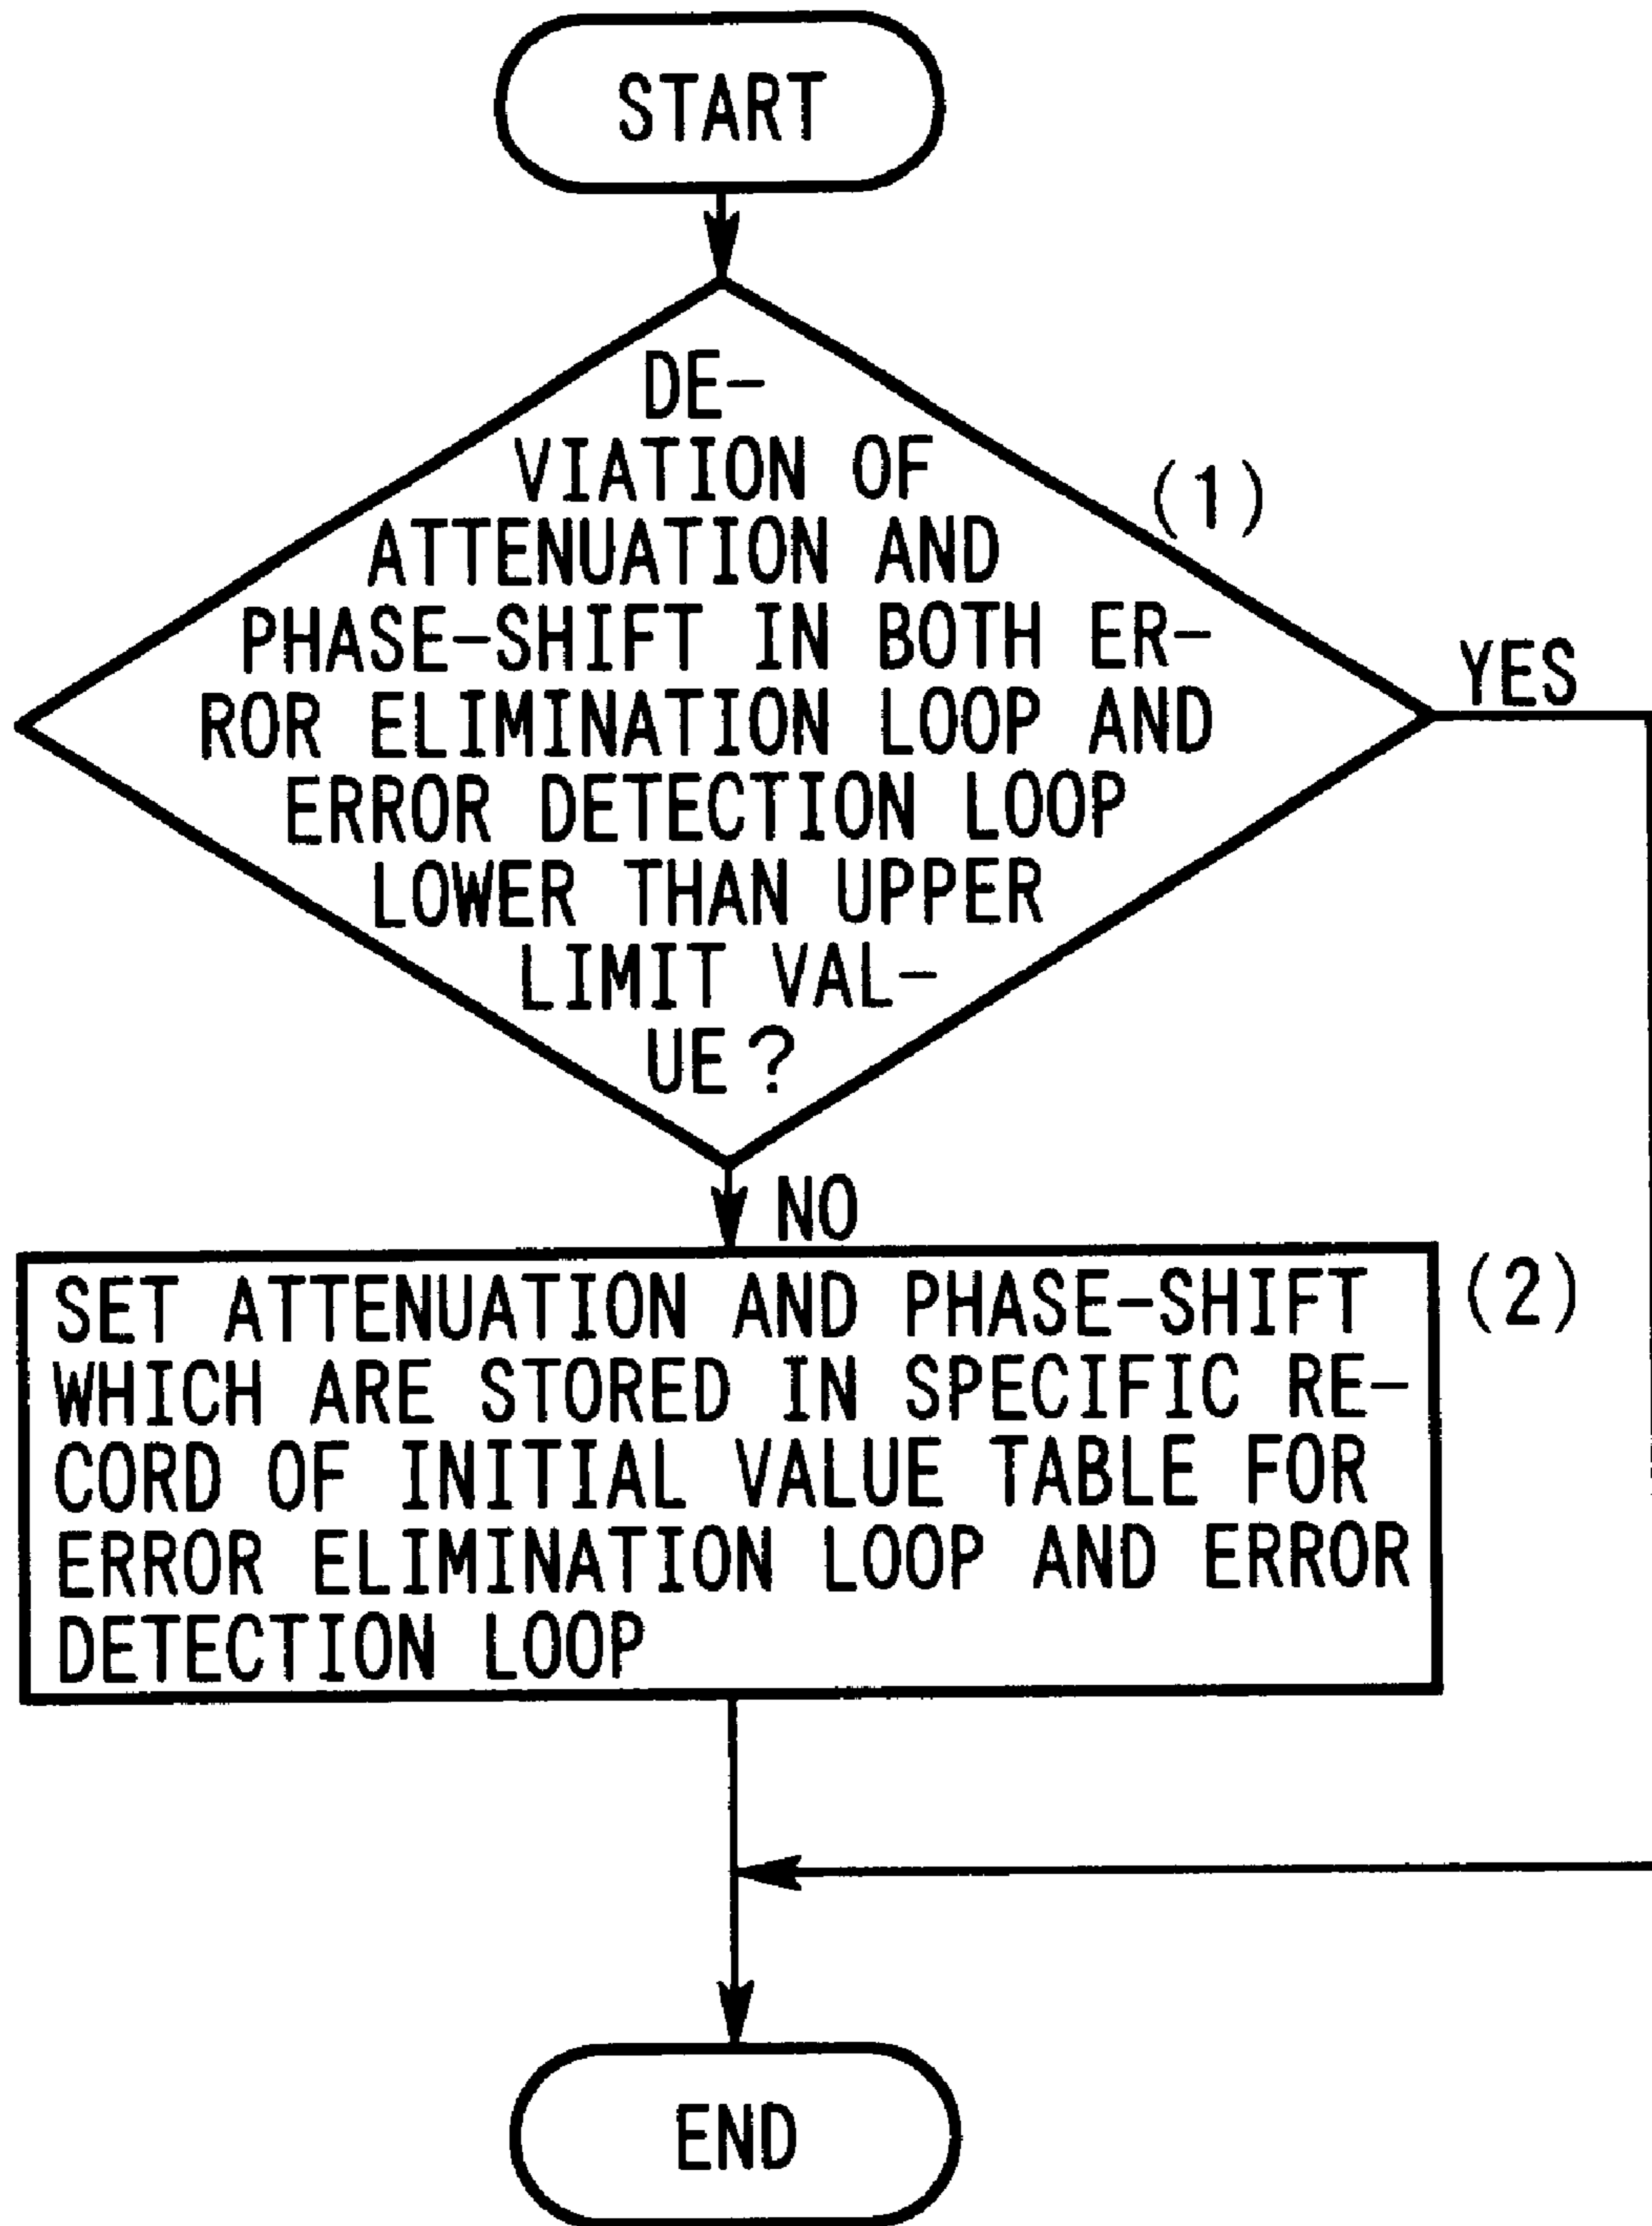 START
DE-
VIATION OF
ATTENUATION AND
(1)
PHASE-SHIFT IN BOTH ER-
YES
ROR ELIMINATION LOOP AND
ERROR DETECTION LOOP
LOWER THAN UPPER
LIMIT VAL-
UE?
NO
SET ATTENUATION AND PHASE-SHIFT
(2)
WHICH ARE STORED IN SPECIFIC RE-
CORD OF INITIAL VALUE TABLE FOR
ERROR ELIMINATION LOOP AND ERROR
DETECTION LOOP
END